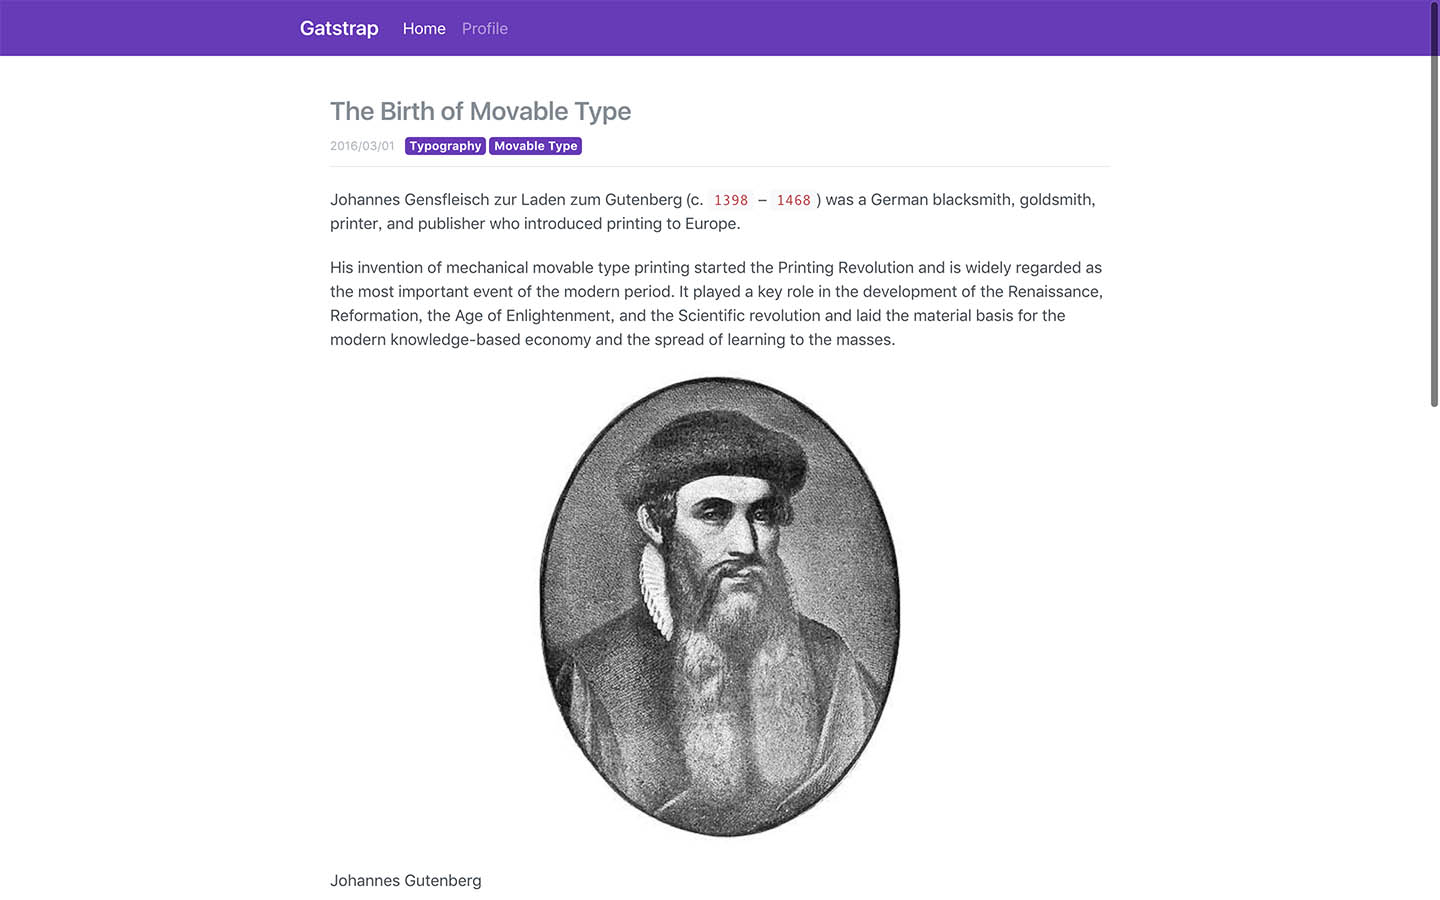 Gatstrap Home Profile
The Birth of Movable Type
2016/03/01 Typography Movable Type
Johannes Gensfleisch zur Laden zum Gutenberg (c. 1398 – 1468 ) was a German blacksmith, goldsmith,
printer, and publisher who introduced printing to Europe.
His invention of mechanical movable type printing started the Printing Revolution and is widely regarded as
the most important event of the modern period. It played a key role in the development of the Renaissance,
Reformation, the Age of Enlightenment, and the Scientific revolution and laid the material basis for the
modern knowledge-based economy and the spread of learning to the masses.
Johannes Gutenberg